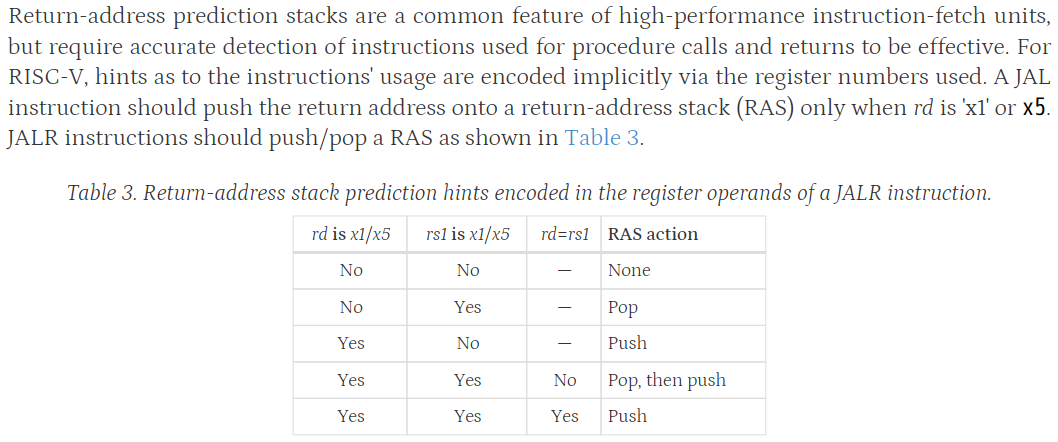 Return-address prediction stacks are a common feature of high-performance instruction-fetch units,
but require accurate detection of instructions used for procedure calls and returns to be effective. For
RISC-V, hints as to the instructions' usage are encoded implicitly via the register numbers used. A JAL
instruction should push the return address onto a return-address stack (RAS) only when rd is 'x1' or x5.
JALR instructions should push/pop a RAS as shown in Table 3.
Table 3. Return-address stack prediction hints encoded in the register operands of a JALR instruction.
rd is x1/x5 rs1 is x1/x5 rd=rs1 RAS action
No No — None
No Yes — Pop
Yes No — Push
Yes Yes No Pop, then push
Yes Yes Yes Push